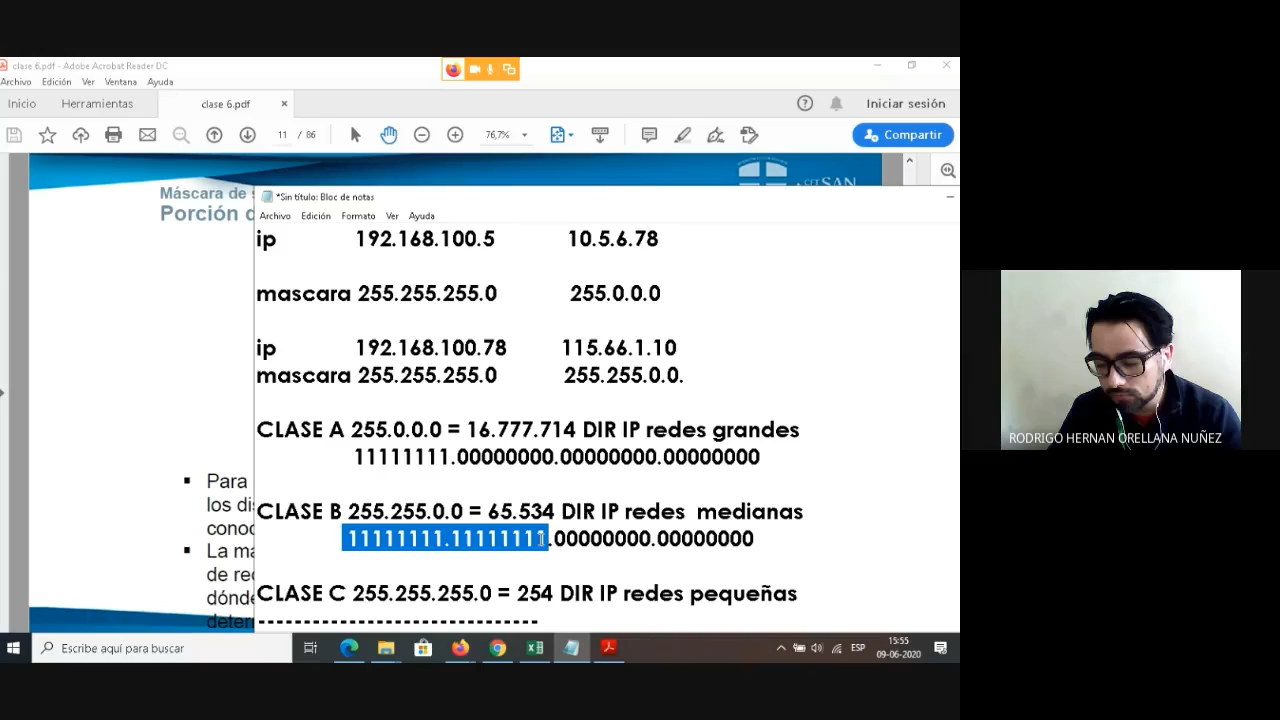 clase 6.pdf - Adobe Acrobat Reader DC
Archivo Edición Ver Ventana Ayuda
Inicio Herramientas clase 6.pdf Iniciar sesión
11 / 86 76,7% Compartir
CITSAN
Máscara de
Porción d
*Sin título: Bloc de notas
Archivo Edición Formato Ver Ayuda
ip 192.168.100.5 10.5.6.78
mascara 255.255.255.0 255.0.0.0
ip 192.168.100.78 115.66.1.10
mascara 255.255.255.0 255.255.0.0.
CLASE A 255.0.0.0 = 16.777.714 DIR IP redes grandes
11111111.00000000.00000000.00000000
CLASE B 255.255.0.0 = 65.534 DIR IP redes medianas
11111111.11111111.00000000.00000000
CLASE C 255.255.255.0 = 254 DIR IP redes pequeñas
------------------------------
Para
los di
cono
La ma
de re
dónd
deter
RODRIGO HERNAN ORELLANA NUÑEZ
Escribe aquí para buscar
ESP
15:55
09-06-2020